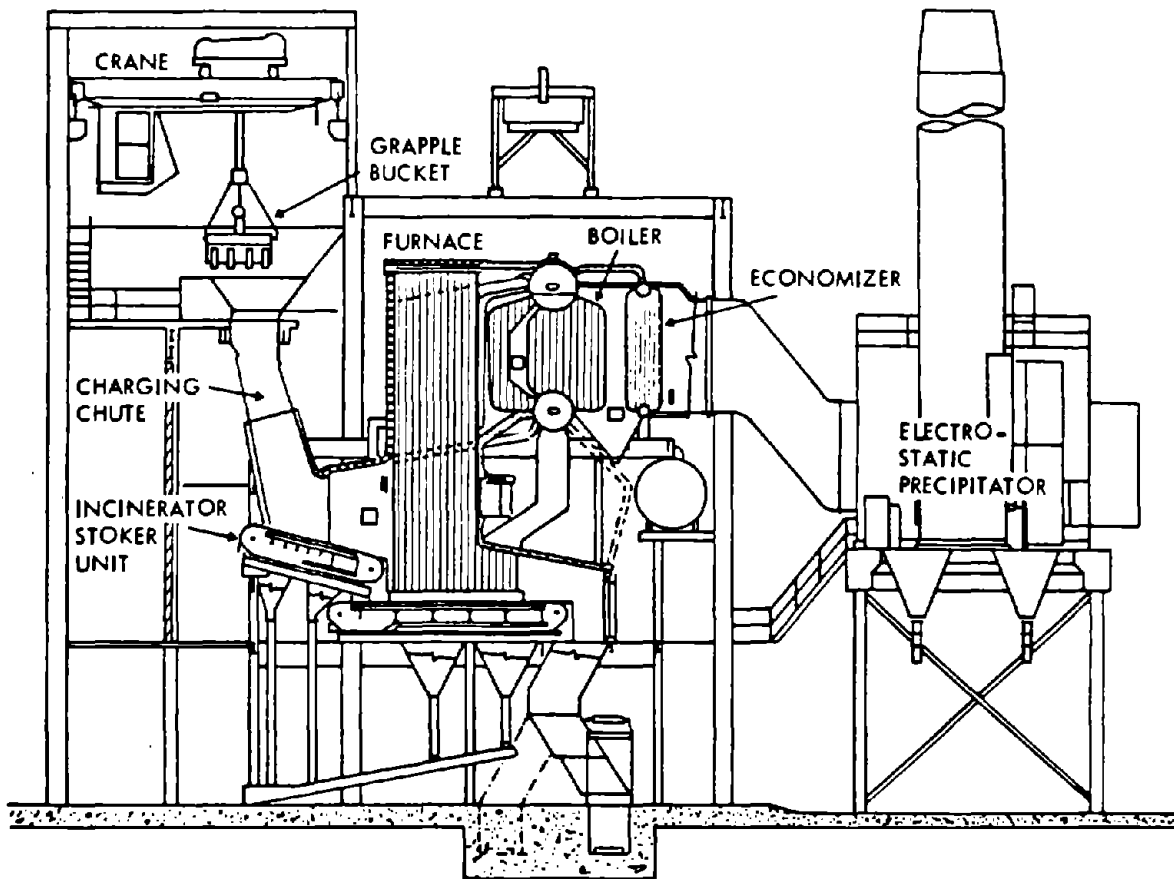 CRANE
GRAPPLE
BUCKET
FURNACE
BOILER
ECONOMIZER
CHARGING
CHUTE
ELECTRO-
STATIC
PRECIPITATOR
INCINERATOR
STOKER
UNIT